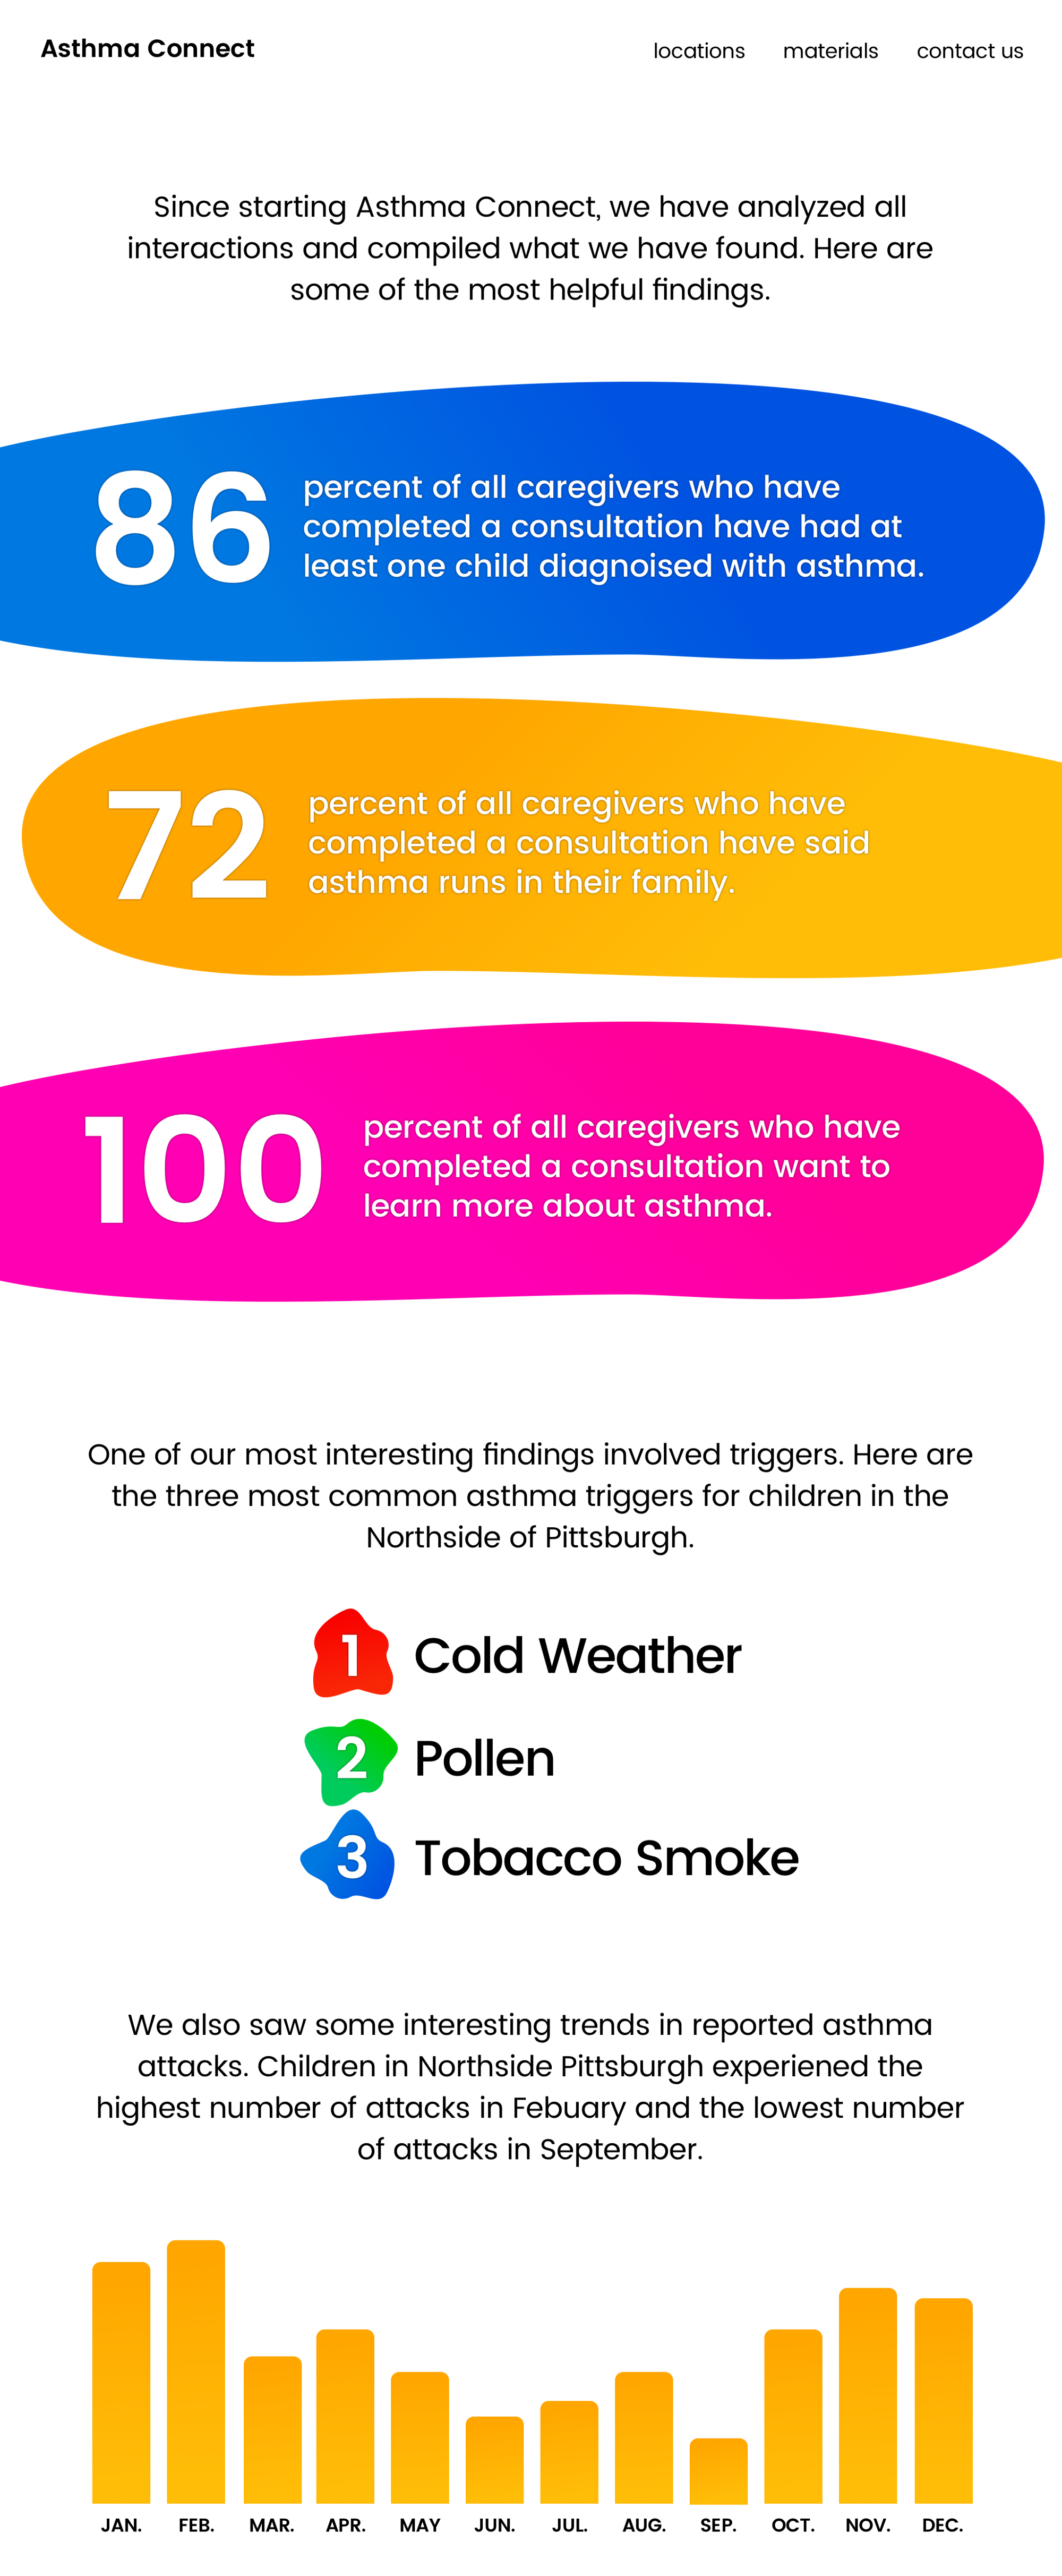 Asthma Connect
locations materials contact us
Since starting Asthma Connect, we have analyzed all
interactions and compiled what we have found. Here are
some of the most helpful findings.
86
percent of all caregivers who have
completed a consultation have had at
least one child diagnoised with asthma.
72
percent of all caregivers who have
completed a consultation have said
asthma runs in their family.
100
percent of all caregivers who have
completed a consultation want to
learn more about asthma.
One of our most interesting findings involved triggers. Here are
the three most common asthma triggers for children in the
Northside of Pittsburgh.
1 Cold Weather
2 Pollen
3 Tobacco Smoke
We also saw some interesting trends in reported asthma
attacks. Children in Northside Pittsburgh experiened the
highest number of attacks in Febuary and the lowest number
of attacks in September.
JAN. FEB. MAR. APR. MAY JUN. JUL. AUG. SEP. OCT. NOV. DEC.